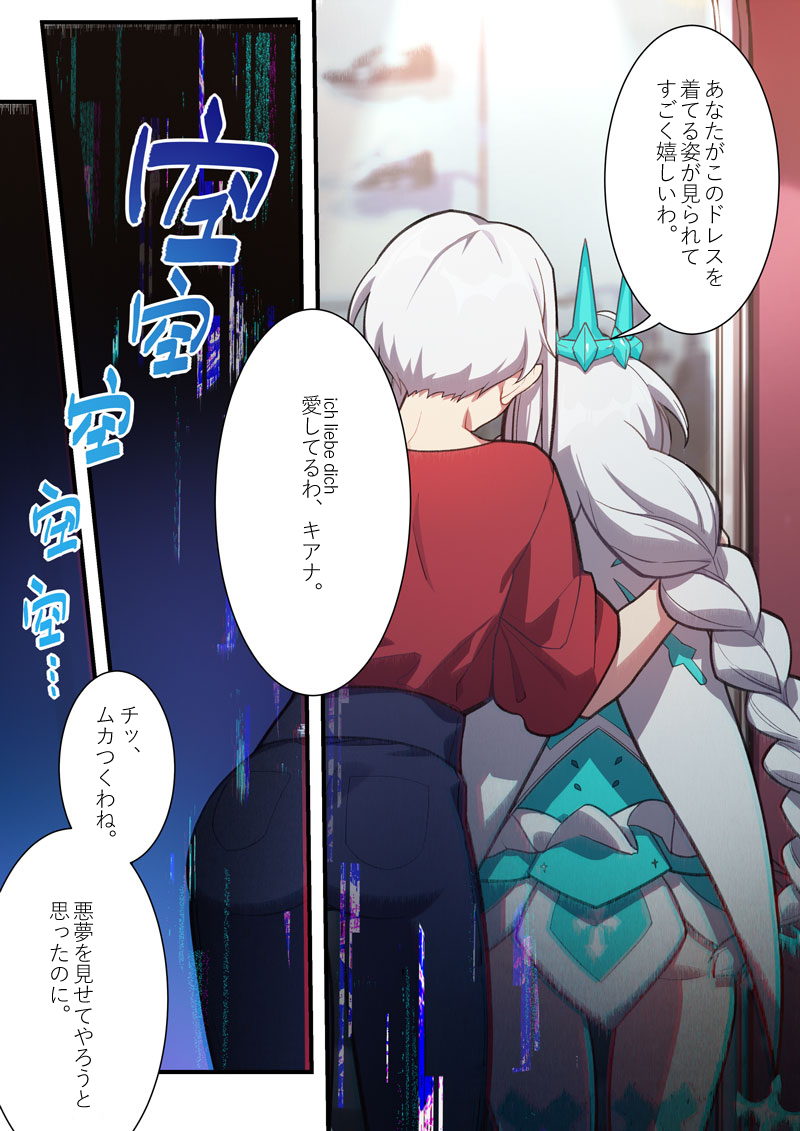 あなたがこのドレスを
着てる姿が見られて
すごく嬉しいわ。
ich liebe dich
愛してるわ、キアナ。
空
空
空
空
空…
チッ、
ムカつくわね。
悪夢を見せてやろうと
思ったのに。